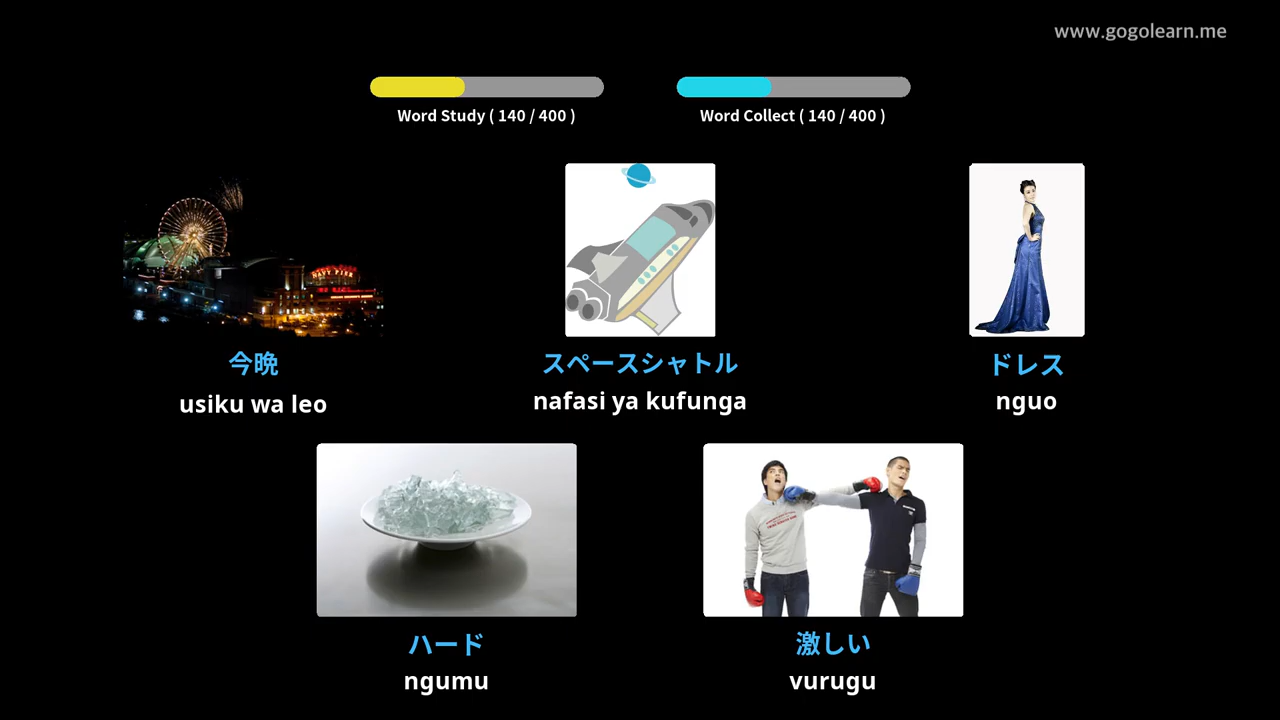 www.gogolearn.me
Word Study ( 140 / 400 )
Word Collect ( 140 / 400 )
NAVY PIER
今晩
usiku wa leo
スペースシャトル
nafasi ya kufunga
ドレス
nguo
ハード
ngumu
激しい
vurugu